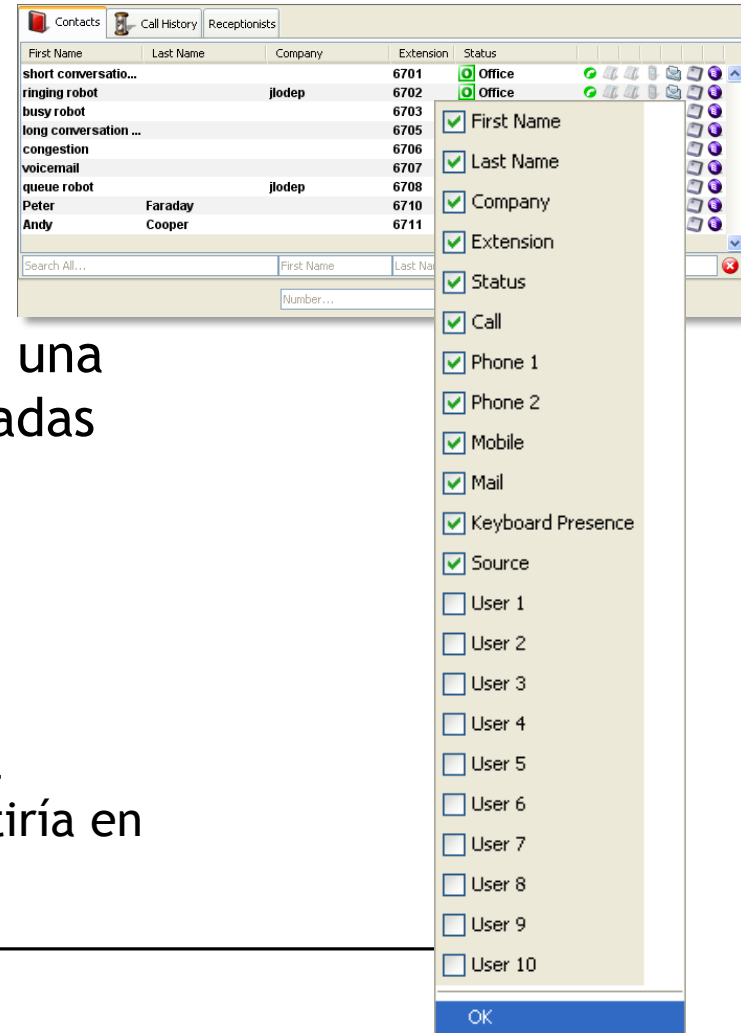 Contacts Call History Receptionists
First Name Last Name Company Extension Status
short conversatio... 6701 Office
ringing robot jlodep 6702 Office
busy robot 6703
long conversation ... 6705
congestion 6706
voicemail 6707
queue robot jlodep 6708
Peter Faraday 6710
Andy Cooper 6711
Search All... First Name Last Na
Number...
una
adas
tiría en
First Name
Last Name
Company
Extension
Status
Call
Phone 1
Phone 2
Mobile
Mail
Keyboard Presence
Source
User 1
User 2
User 3
User 4
User 5
User 6
User 7
User 8
User 9
User 10
OK